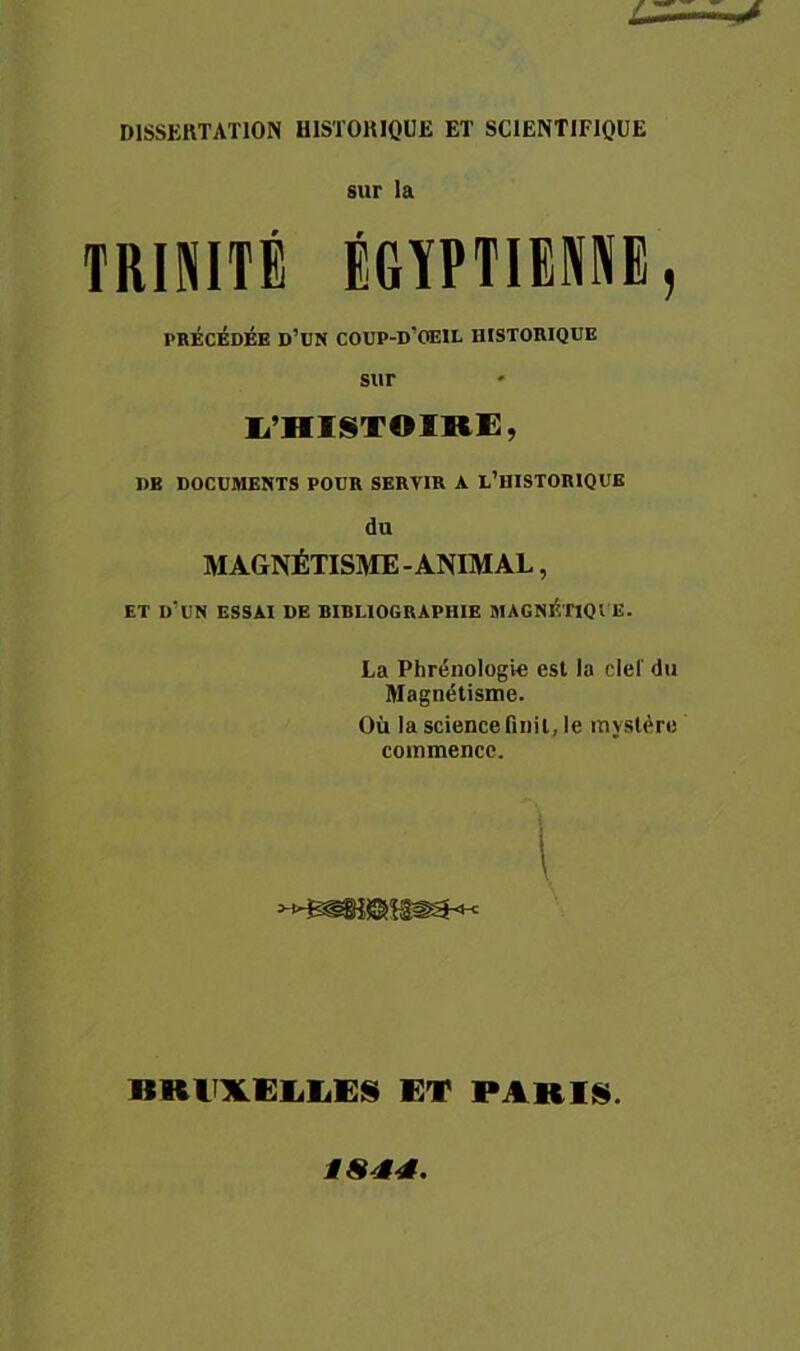 DISSERTATION HISTORIQUE ET SCIENTIFIQUE
sur la
TRINITÉ ÉGYPTIENNE,
PRÉCÉDÉE D'UN COUP-D'ŒIL HISTORIQUE
sur
L'HISTOIRE,
DE DOCUMENTS POUR SERVIR A L'HISTORIQUE
du
MAGNÉTISME-ANIMAL,
ET D'UN ESSAI DE BIBLIOGRAPHIE MAGNÉTIQUE.
La Phrénologie est la clef du
Magnétisme.
Où la science finit, le mystère
commence.
BRUXELLES ET PARIS.
1844.